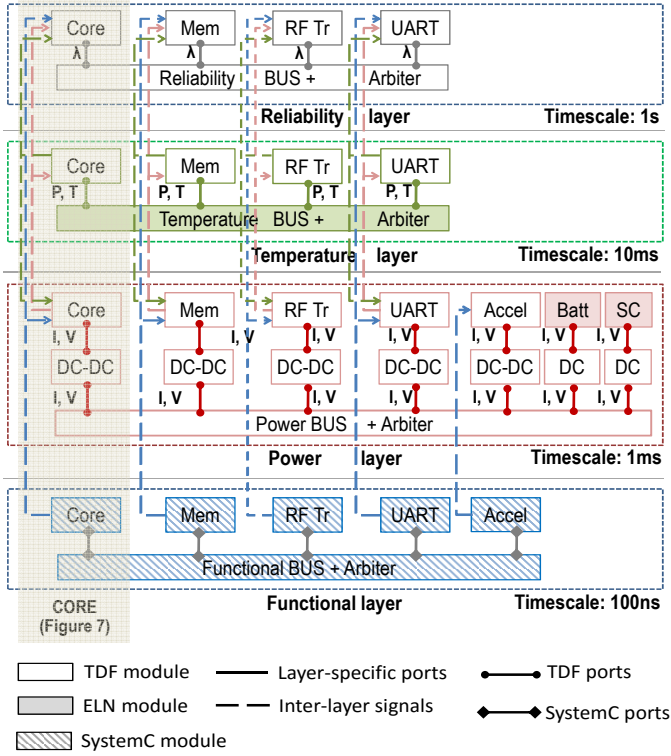 Core Mem RF Tr UART
λ λ λ λ
Reliability BUS + Arbiter
Reliability layer Timescale: 1s
Core Mem RF Tr UART
P, T P, T P, T P, T
Temperature BUS + Arbiter
Timescale: 10ms
Temperature layer
Core Mem RF Tr UART Accel Batt SC
I, V I, V I, V I, V I, V I, V I, V
DC-DC DC-DC DC-DC DC-DC DC-DC DC DC
I, V I, V I, V I, V I, V I, V I, V
Power BUS + Arbiter
Power layer Timescale: 1ms
Core Mem RF Tr UART Accel
Functional BUS + Arbiter
Functional layer Timescale: 100ns
CORE
(Figure 7)
TDF module Layer-specific ports TDF ports
ELN module Inter-layer signals SystemC ports
SystemC module